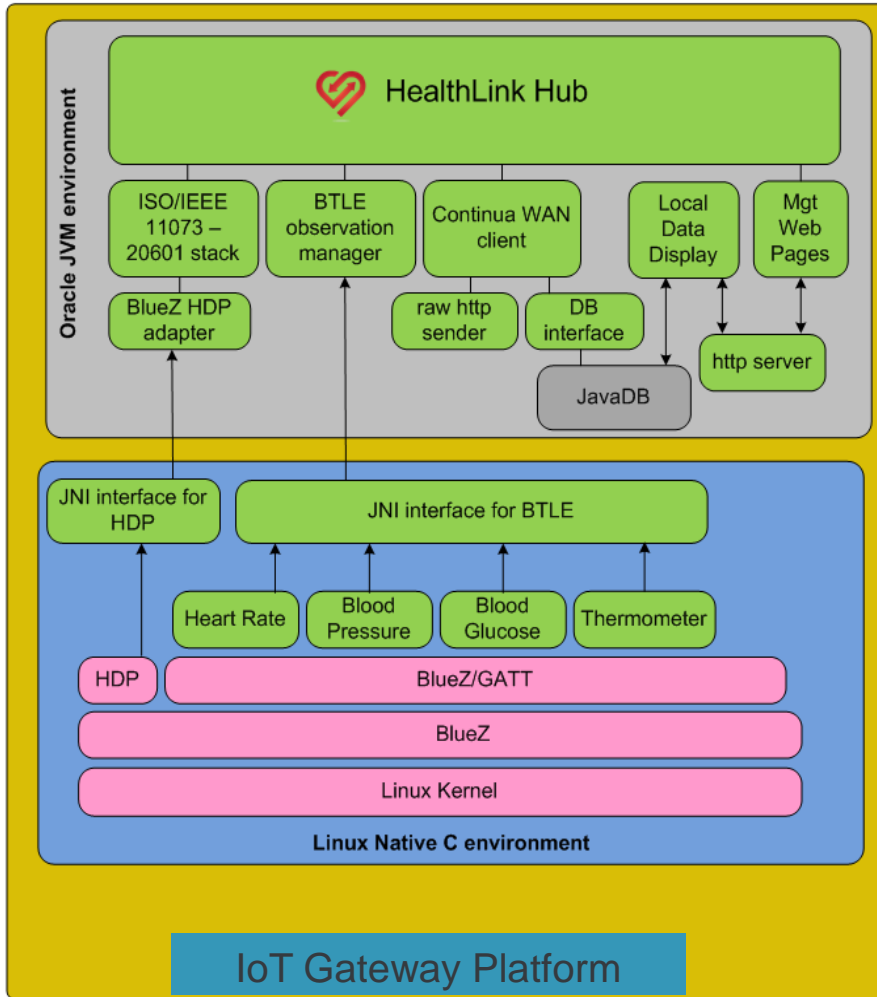 HealthLink Hub
Oracle JVM environment
ISO/IEEE
11073 –
20601 stack
BTLE
observation
manager
Continua WAN
client
Local
Data
Display
Mgt
Web
Pages
BlueZ HDP
adapter
raw http
sender
DB
interface
http server
JavaDB
JNI interface for
HDP
JNI interface for BTLE
Heart Rate
Blood
Pressure
Blood
Glucose
Thermometer
HDP
BlueZ/GATT
BlueZ
Linux Kernel
Linux Native C environment
IoT Gateway Platform